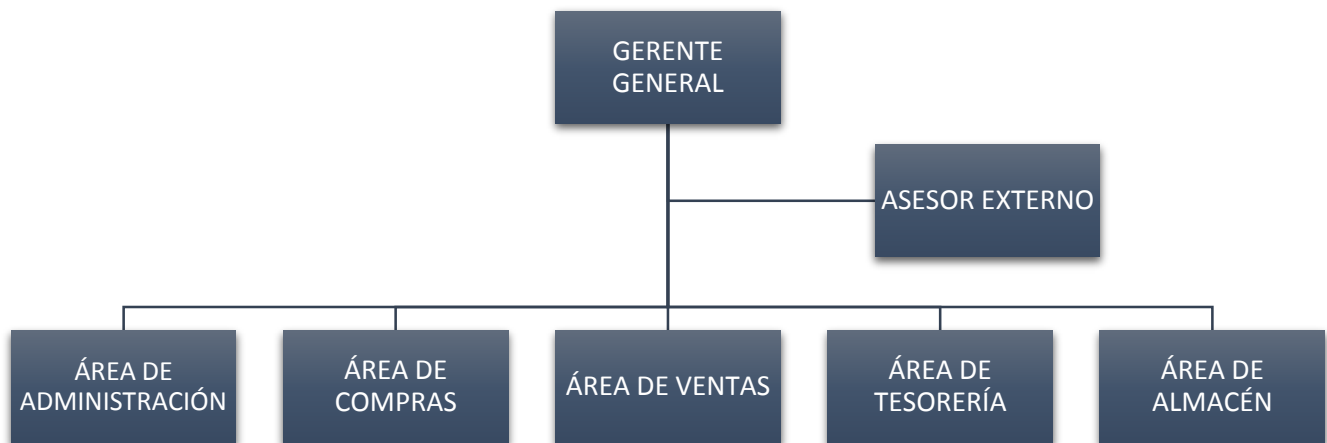 GERENTE
GENERAL
ASESOR EXTERNO
ÁREA DE
ADMINISTRACIÓN
ÁREA DE
COMPRAS
ÁREA DE VENTAS
ÁREA DE
TESORERÍA
ÁREA DE
ALMACÉN